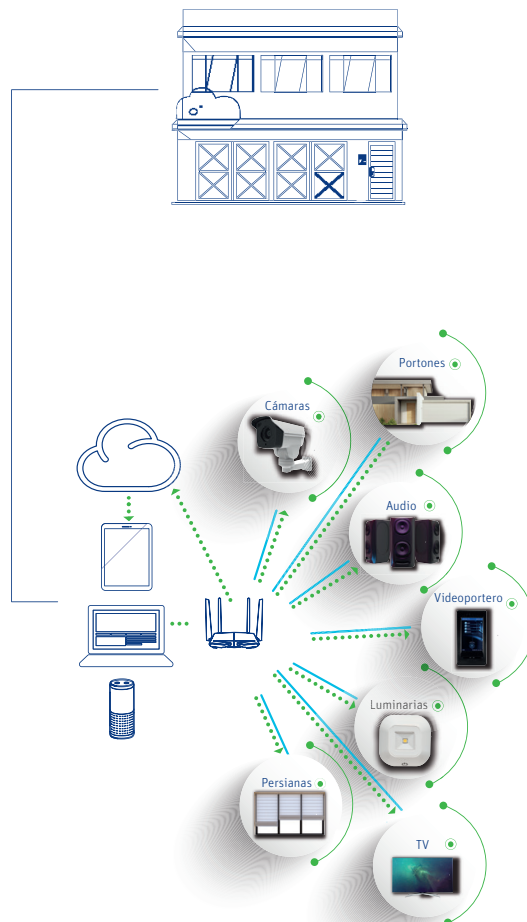 Portones
Cámaras
Audio
Videoportero
Luminarias
Persianas
TV